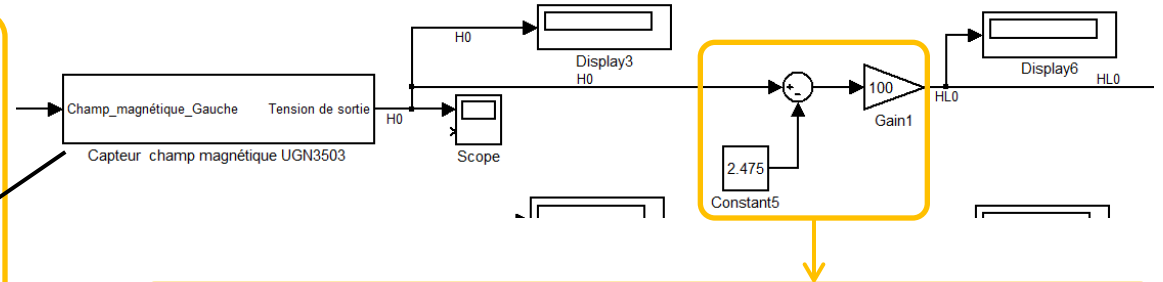 H0
Display3
Display6
H0
HL0
Champ_magnétique_Gauche
Tension de sortie
H0
100
HL0
Gain1
Capteur champ magnétique UGN3503
Scope
2.475
Constant5